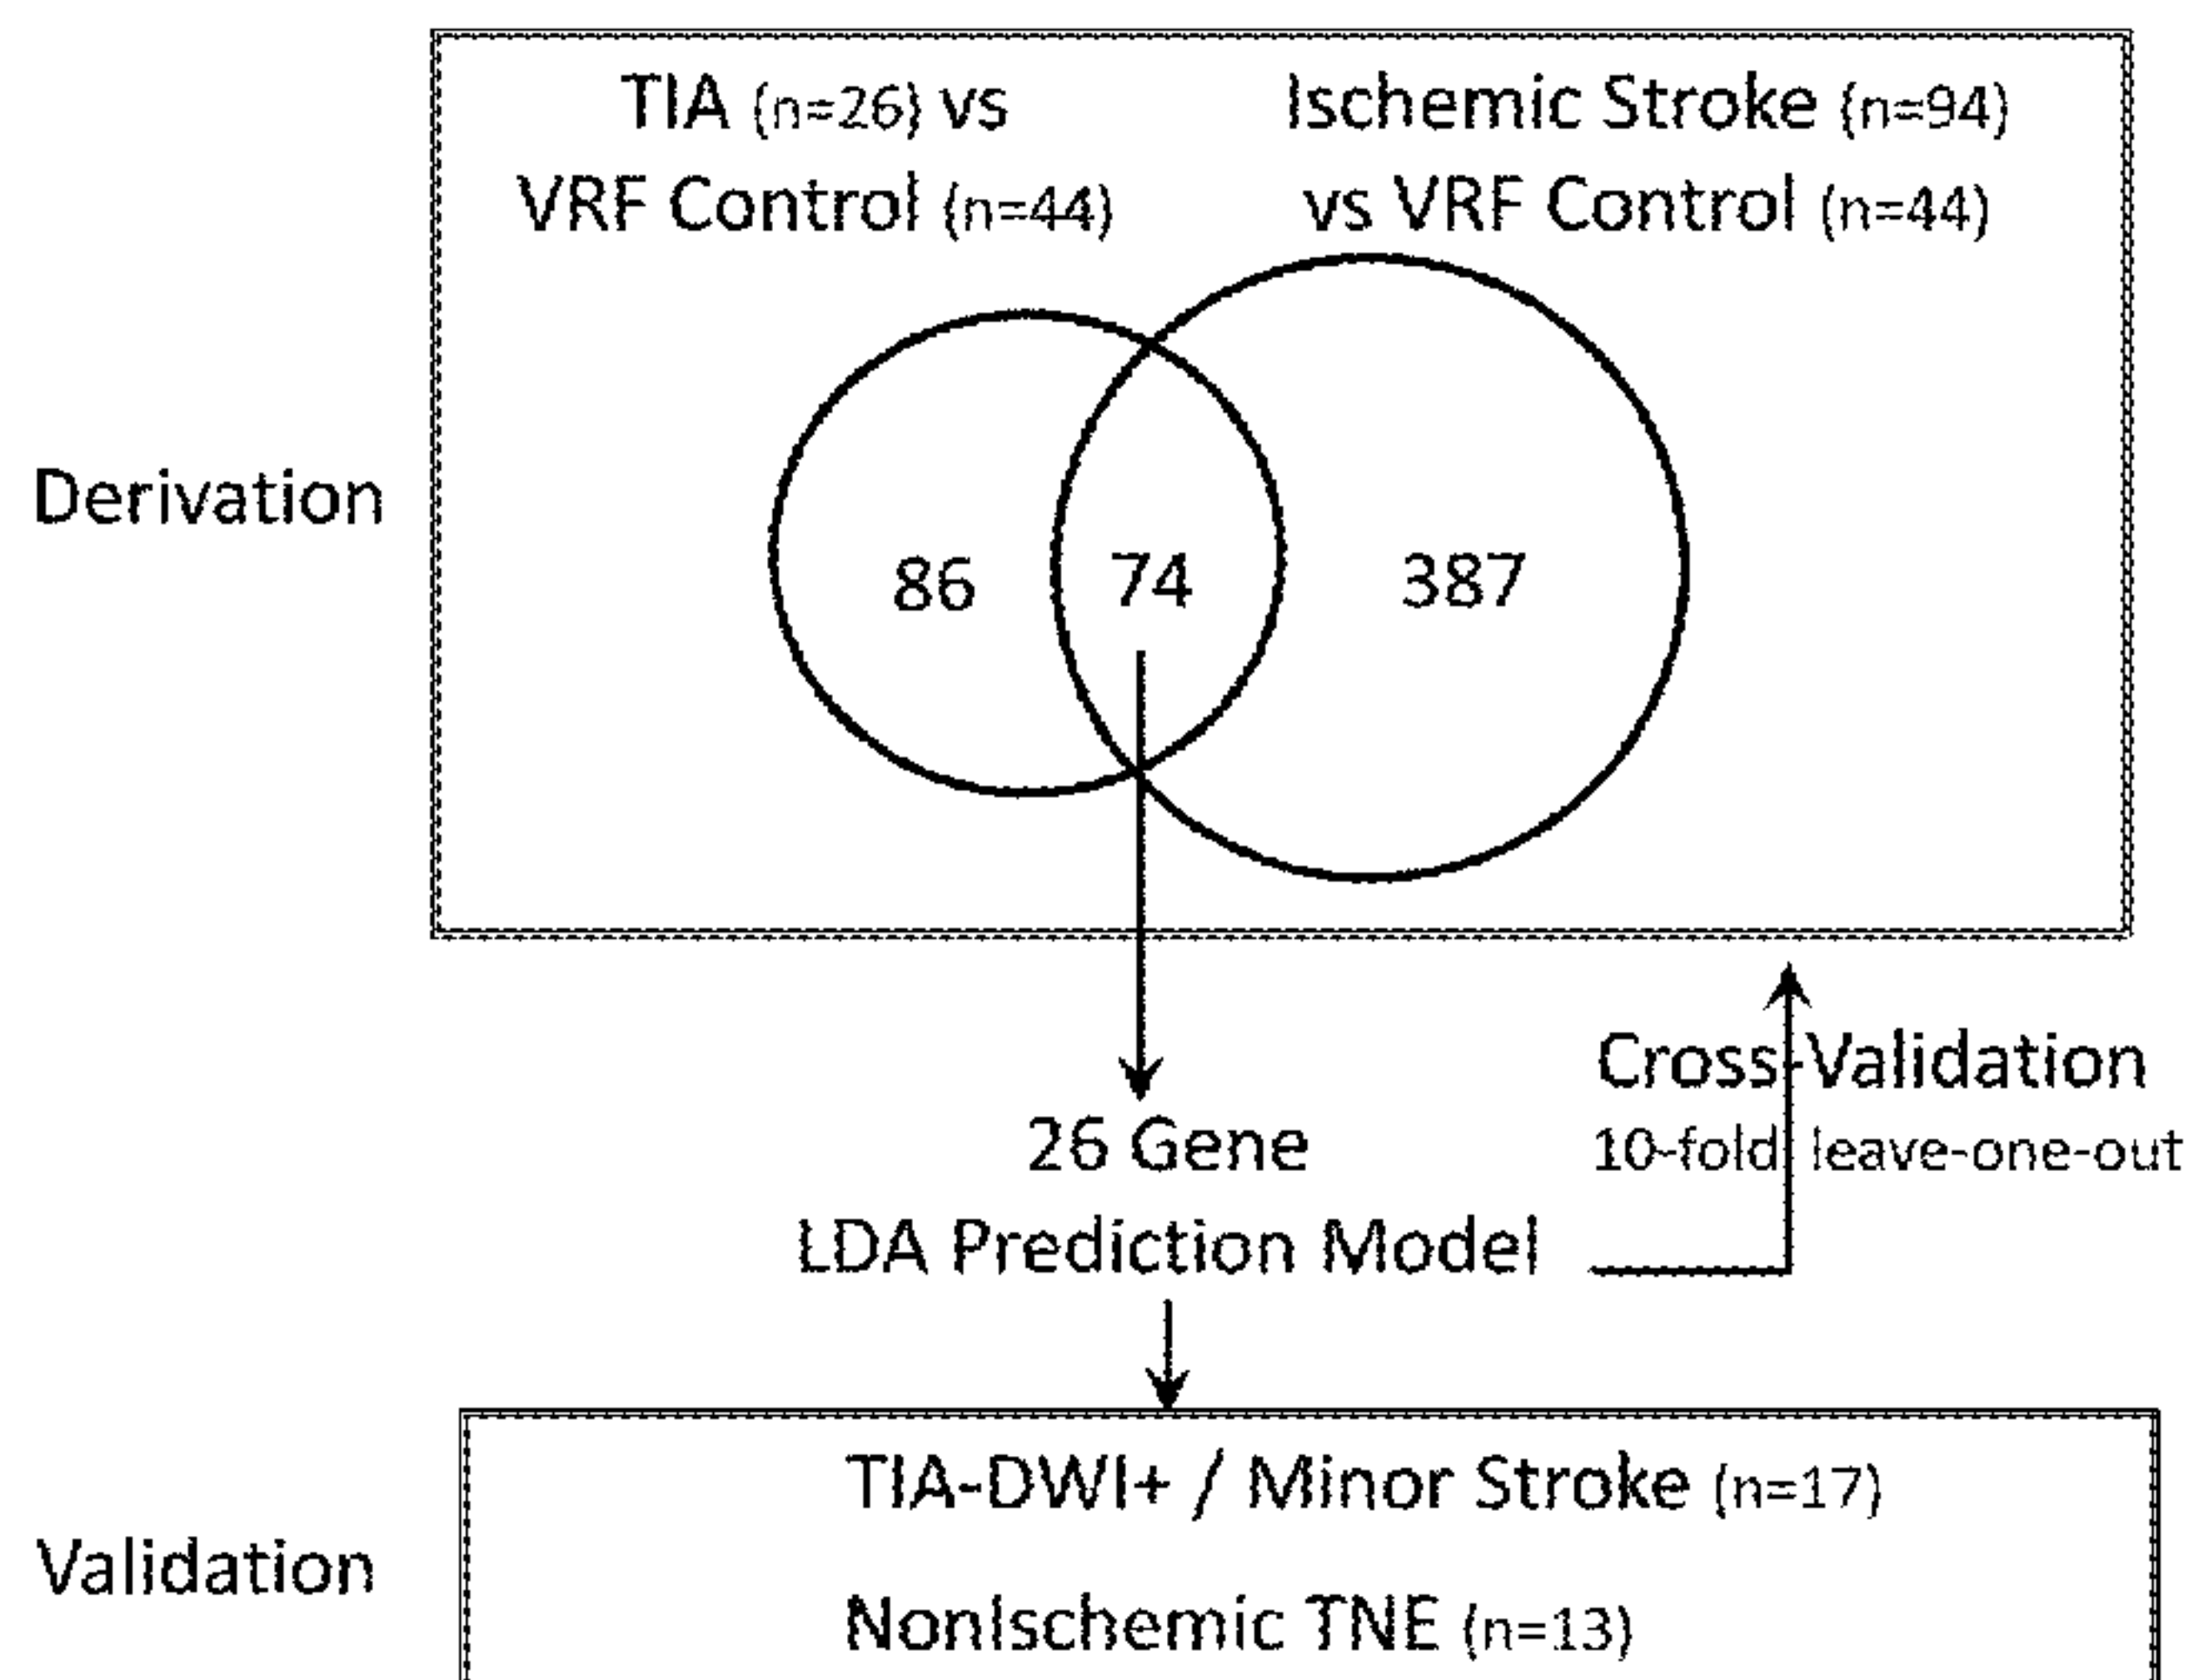 TIA (n=26) vs
VRF Control (n=44)
Ischemic Stroke (n=94)
vs VRF Control (n=44)
Derivation
86
74
387
Cross-Validation
10-fold leave-one-out
26 Gene
LDA Prediction Model
TIA-DWI+ / Minor Stroke (n=17)
Validation
NonIschemic TNE (n=13)